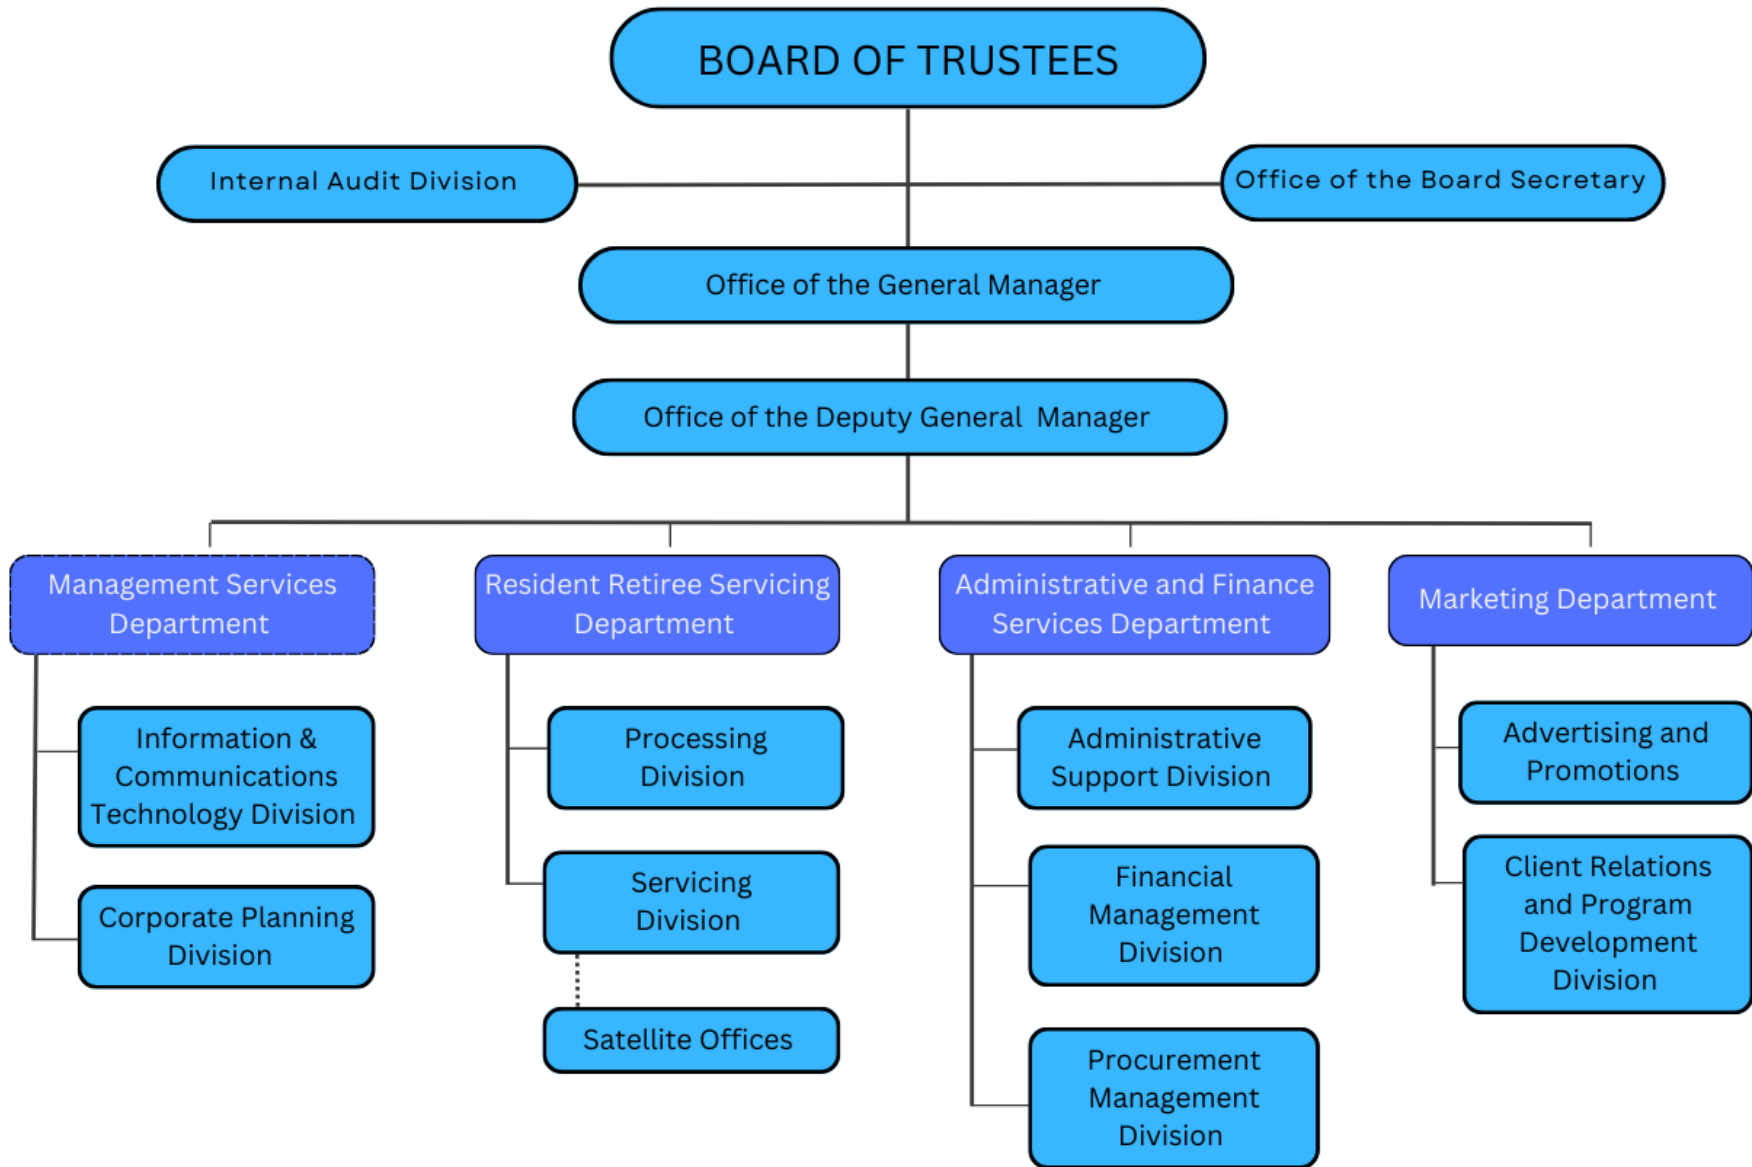 BOARD OF TRUSTEES
Internal Audit Division
Office of the Board Secretary
Office of the General Manager
Office of the Deputy General  Manager
Management Services
Department
Resident Retiree Servicing
Department
Administrative and Finance
Services Department
Marketing Department
Information &
Communications
Technology Division
Corporate Planning
Division
Processing
Division
Servicing
Division
Satellite Offices
Administrative
Support Division
Financial
Management
Division
Procurement
Management
Division
Advertising and
Promotions
Client Relations
and Program
Development
Division